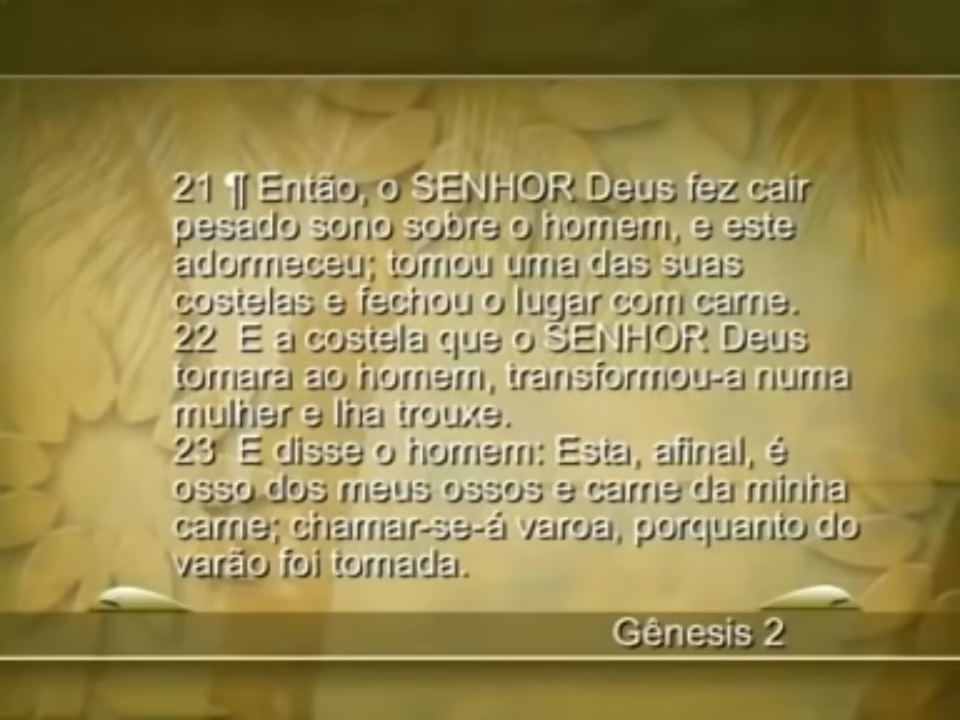 21 ¶ Então, o SENHOR Deus fez cair
pesado sono sobre o homem, e este
adormeceu; tomou uma das suas
costelas e fechou o lugar com carne.
22  E a costela que o SENHOR Deus
tomara ao homem, transformou-a numa
mulher e lha trouxe.
23  E disse o homem: Esta, afinal, é
osso dos meus ossos e carne da minha
carne; chamar-se-á varoa, porquanto do
varão foi tomada.
Gênesis 2